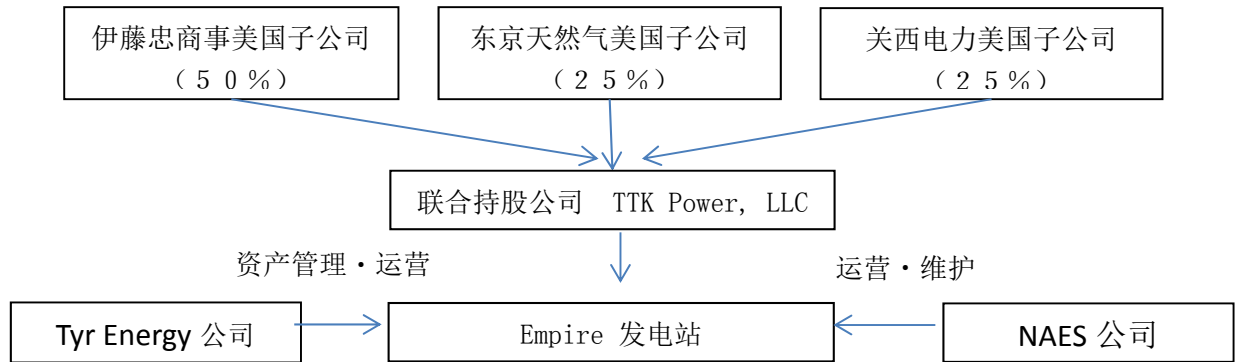 伊藤忠商事美国子公司
（５０％）
东京天然气美国子公司
（２５％）
关西电力美国子公司
（２５％）
联合持股公司　TTK Power, LLC
资产管理・运营
运营・维护
Tyr Energy 公司
Empire 发电站
NAES 公司